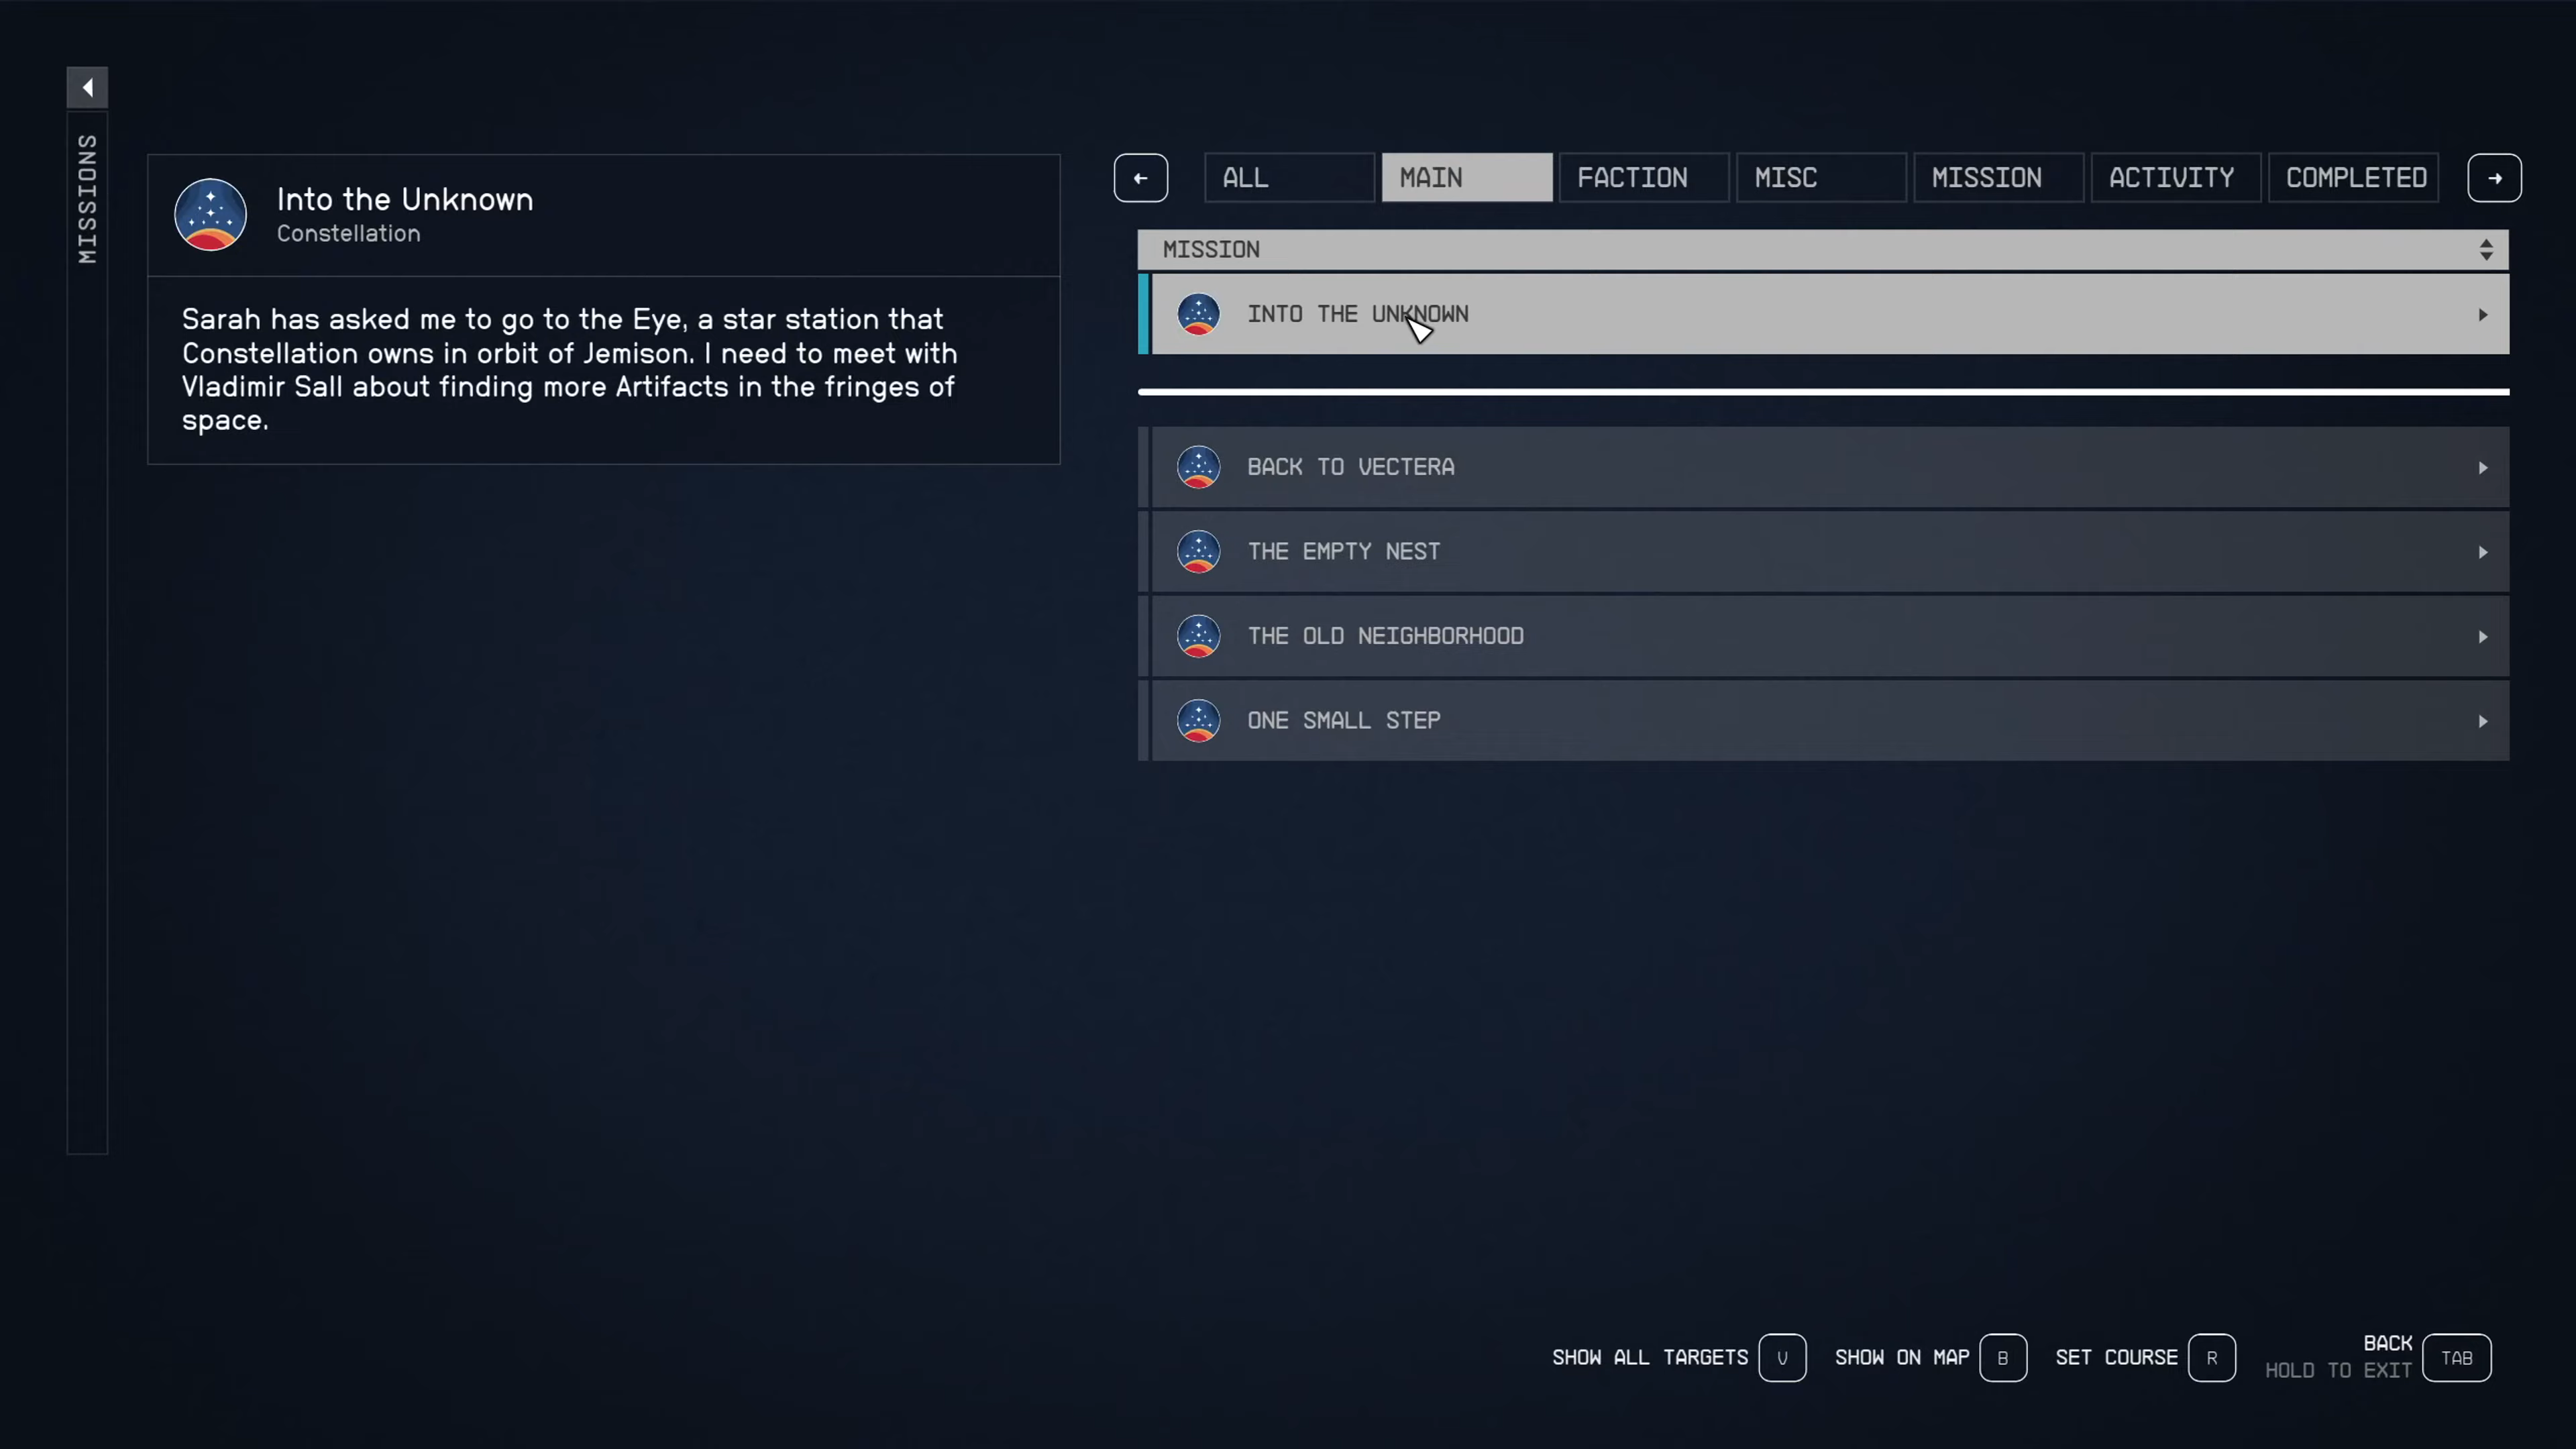 MISSIONS
Into the Unknown
Constellation
Sarah has asked me to go to the Eye, a star station that
Constellation owns in orbit of Jemison. I need to meet with
Vladimir Sall about finding more Artifacts in the fringes of
space.
ALL MAIN FACTION MISC MISSION ACTIVITY COMPLETED
MISSION
INTO THE UNKNOWN
BACK TO VECTERA
THE EMPTY NEST
THE OLD NEIGHBORHOOD
ONE SMALL STEP
SHOW ALL TARGETS V SHOW ON MAP B SET COURSE R BACK TAB
HOLD TO EXIT